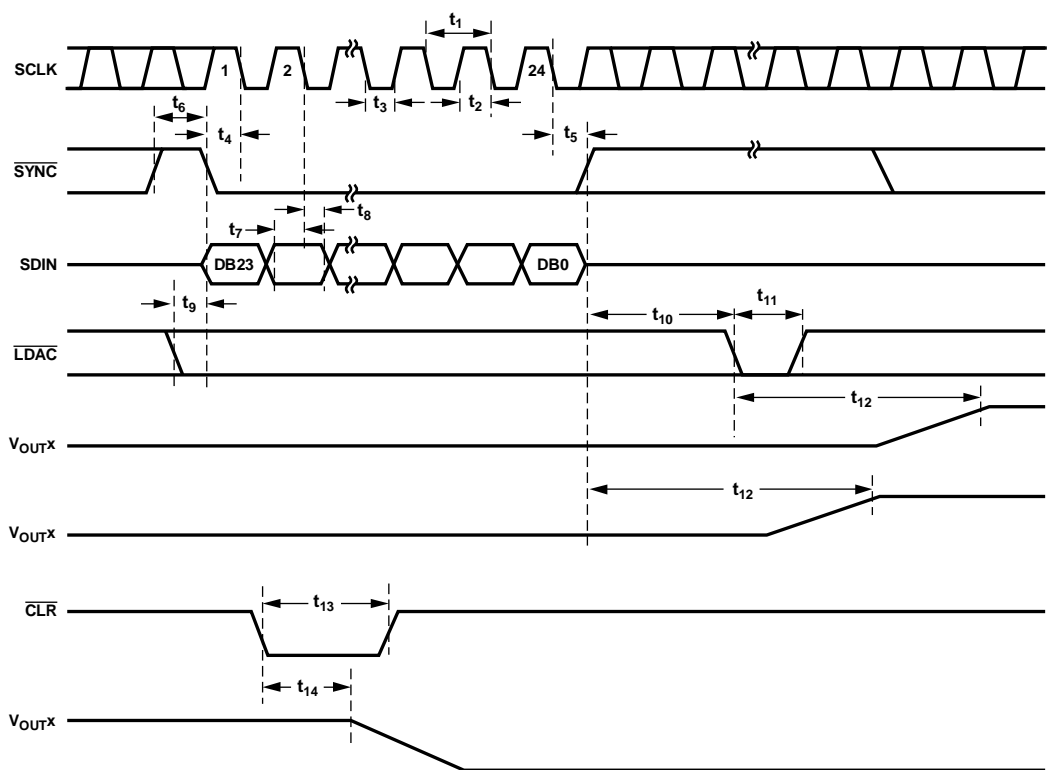 t1
SCLK
1
2
24
t3
t2
t6
t4
t5
SYNC
t8
t7
SDIN
DB23
DB0
t9
t10
t11
LDAC
t12
VOUTx
t12
VOUTx
CLR
t13
t14
VOUTx